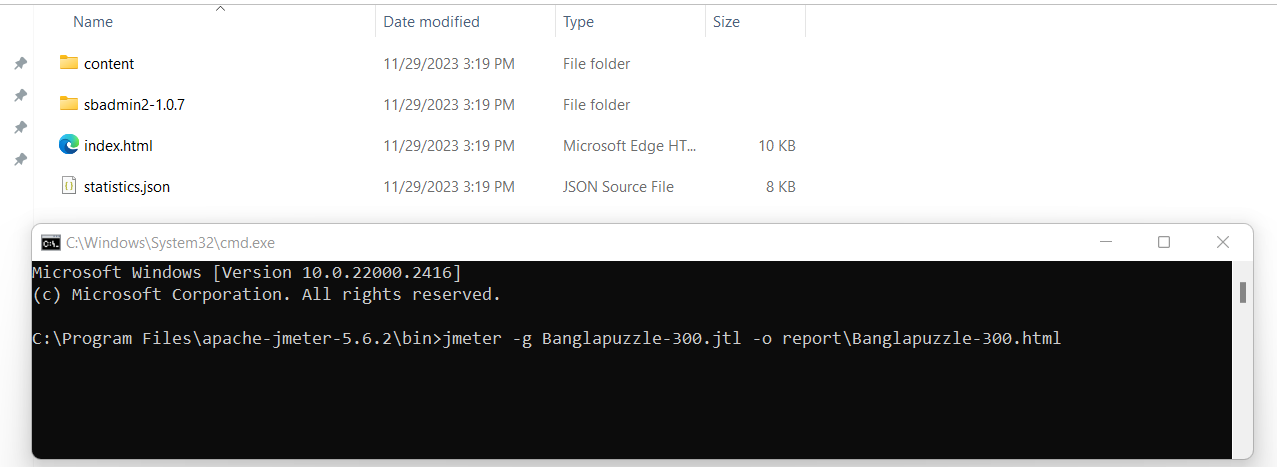 Name Date modified Type Size
content 11/29/2023 3:19 PM File folder
sbadmin2-1.0.7 11/29/2023 3:19 PM File folder
index.html 11/29/2023 3:19 PM Microsoft Edge HT... 10 KB
statistics.json 11/29/2023 3:19 PM JSON Source File 8 KB
C:\Windows\System32\cmd.exe
Microsoft Windows [Version 10.0.22000.2416]
(c) Microsoft Corporation. All rights reserved.
C:\Program Files\apache-jmeter-5.6.2\bin>jmeter -g Banglapuzzle-300.jtl -o report\Banglapuzzle-300.html